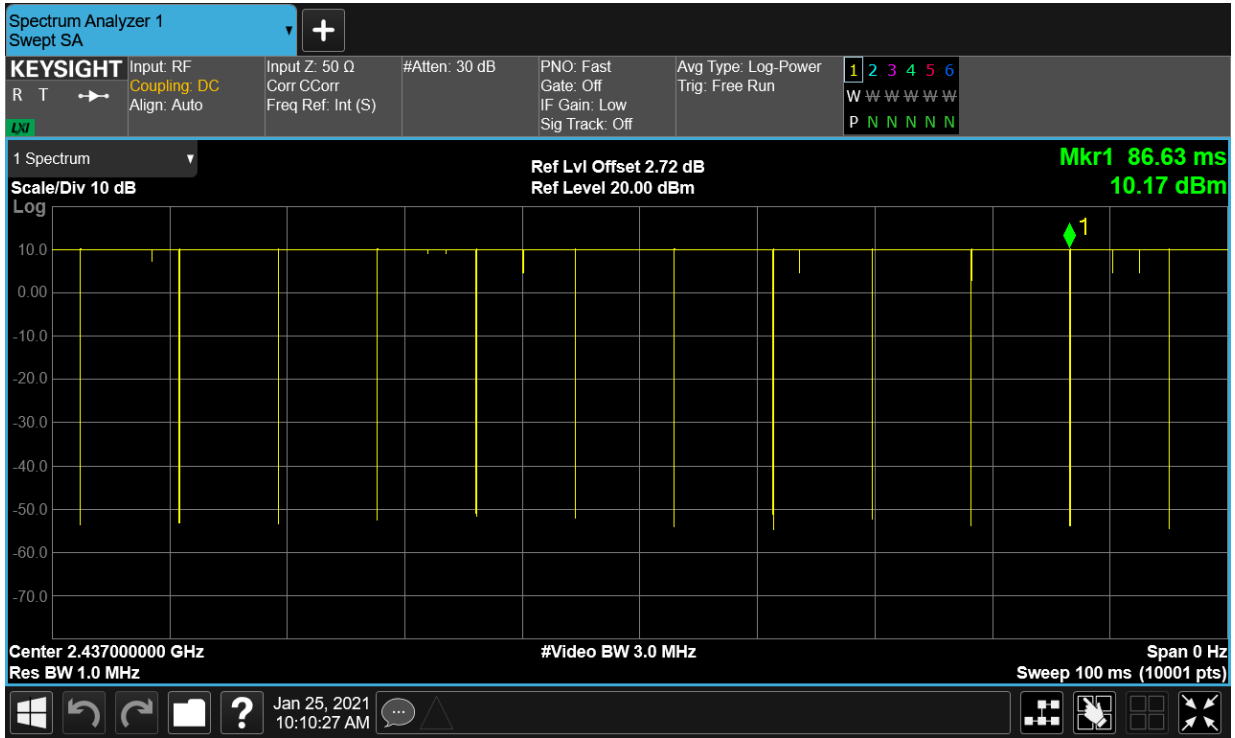 Spectrum Analyzer 1
Swept SA
+
KEYSIGHT Input: RF Input Z: 50 Ω #Atten: 30 dB PNO: Fast Avg Type: Log-Power 1 2 3 4 5 6
R T Coupling: DC Corr CCorr Gate: Off Trig: Free Run
Align: Auto Freq Ref: Int (S) IF Gain: Low W W W W W W
LXI Sig Track: Off P N N N N N
1 Spectrum Ref Lvl Offset 2.72 dB Mkr1 86.63 ms
Scale/Div 10 dB Ref Level 20.00 dBm 10.17 dBm
Log
1
10.0
0.00
-10.0
-20.0
-30.0
-40.0
-50.0
-60.0
-70.0
Center 2.437000000 GHz #Video BW 3.0 MHz Span 0 Hz
Res BW 1.0 MHz Sweep 100 ms (10001 pts)
? Jan 25, 2021
10:10:27 AM